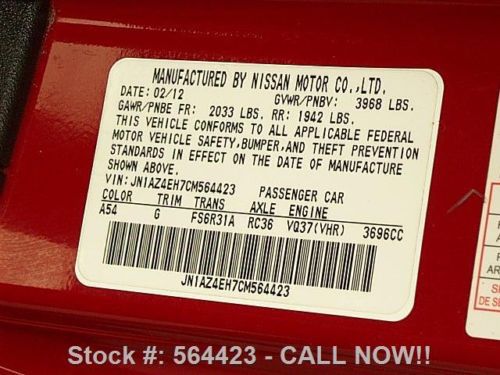 MANUFACTURED BY NISSAN MOTOR CO.,LTD.
DATE: 02/12 GVWR/PNBV: 3968 LBS.
GAWR/PNBE FR: 2033 LBS. RR: 1942 LBS.
THIS VEHICLE CONFORMS TO ALL APPLICABLE FEDERAL
MOTOR VEHICLE SAFETY,BUMPER,AND THEFT PREVENTION
STANDARDS IN EFFECT ON THE DATE OF MANUFACTURE
SHOWN ABOVE.
VIN: JN1AZ4EH7CM564423 PASSENGER CAR
COLOR TRIM TRANS AXLE ENGINE
A54 G FS6R31A RC36 VQ37(VHR) 3696CC
JN1AZ4EH7CM564423
Stock #: 564423 - CALL NOW!!